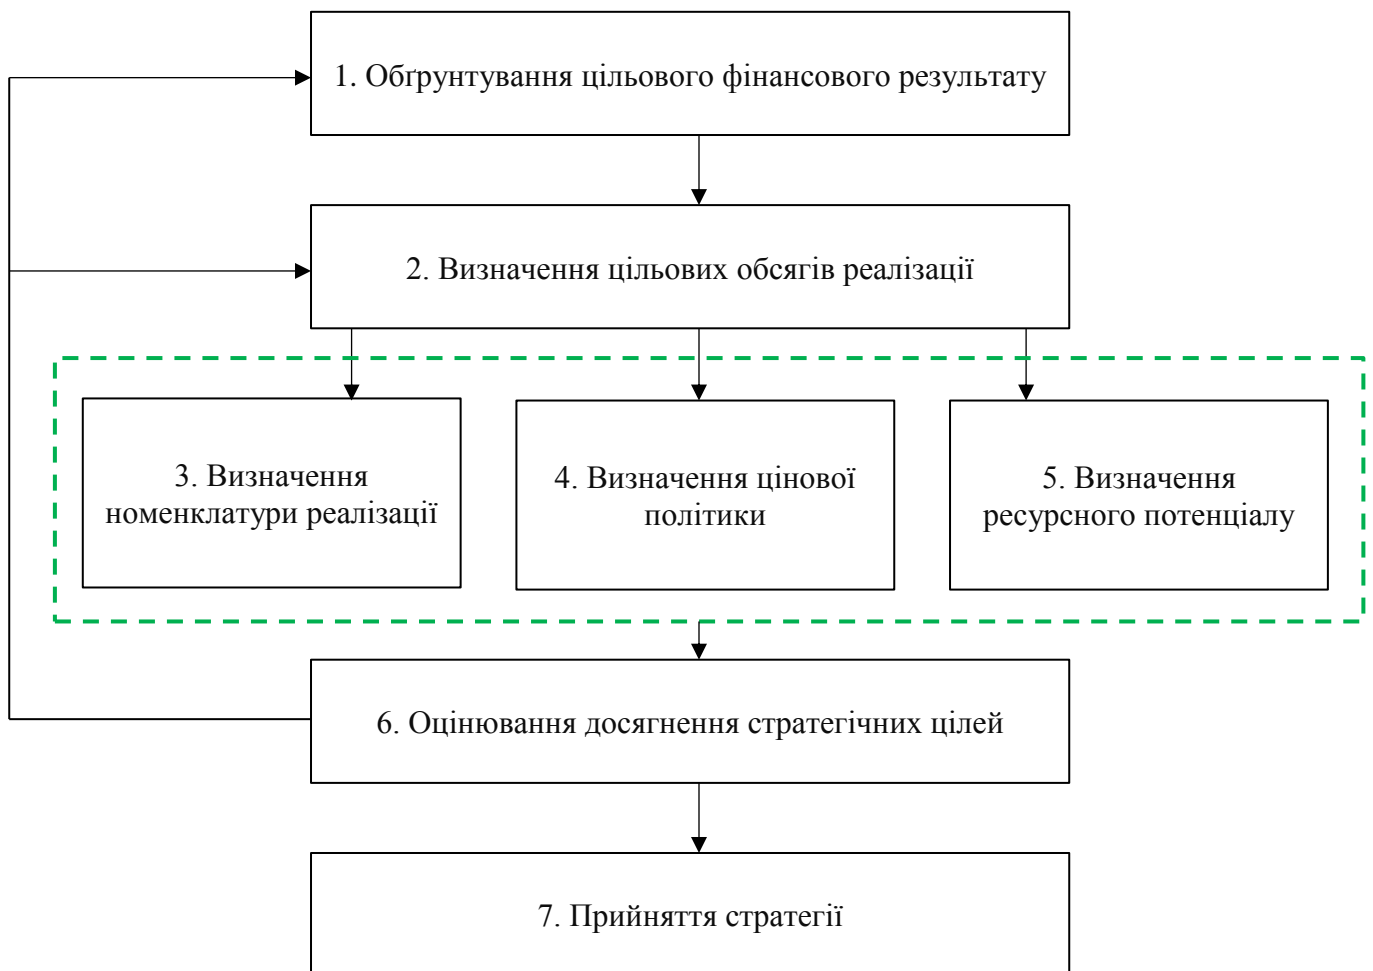 1. Обґрунтування цільового фінансового результату
2. Визначення цільових обсягів реалізації
3. Визначення
номенклатури реалізації
4. Визначення цінової
політики
5. Визначення
ресурсного потенціалу
6. Оцінювання досягнення стратегічних цілей
7. Прийняття стратегії